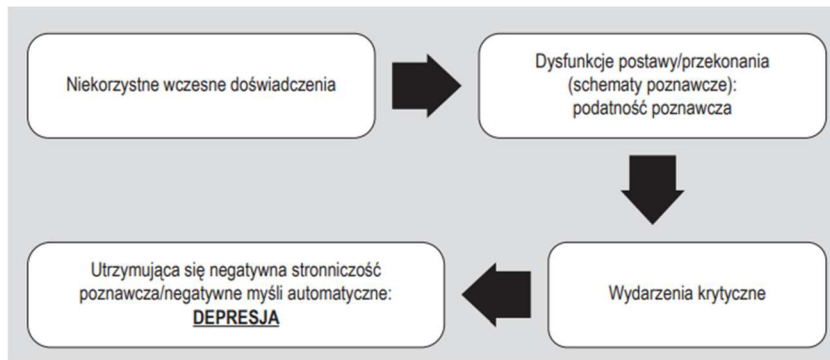 Niekorzystne wczesne doświadczenia
Dysfunkcje postawy/przekonania
(schematy poznawcze):
podatność poznawcza
Wydarzenia krytyczne
Utrzymująca się negatywna stronniczość
poznawcza/negatywne myśli automatyczne:
DEPRESJA